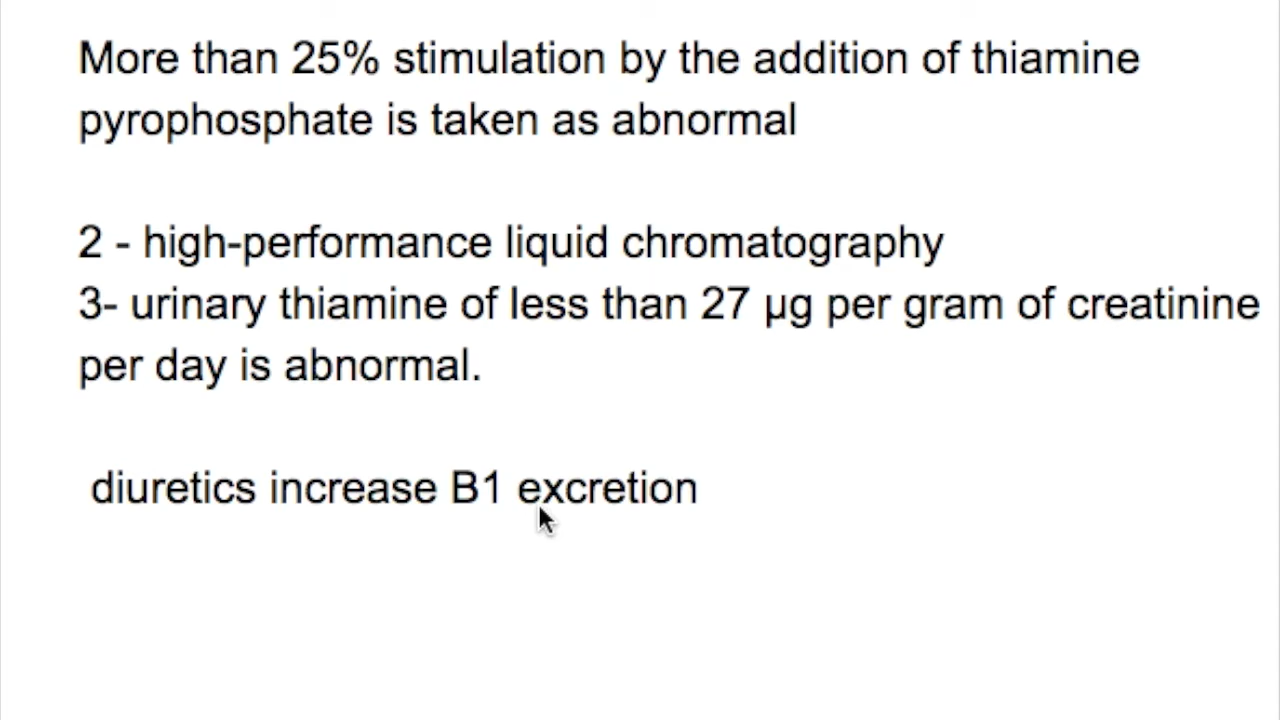 More than 25% stimulation by the addition of thiamine
pyrophosphate is taken as abnormal
2 - high-performance liquid chromatography
3- urinary thiamine of less than 27 µg per gram of creatinine
per day is abnormal.
diuretics increase B1 excretion